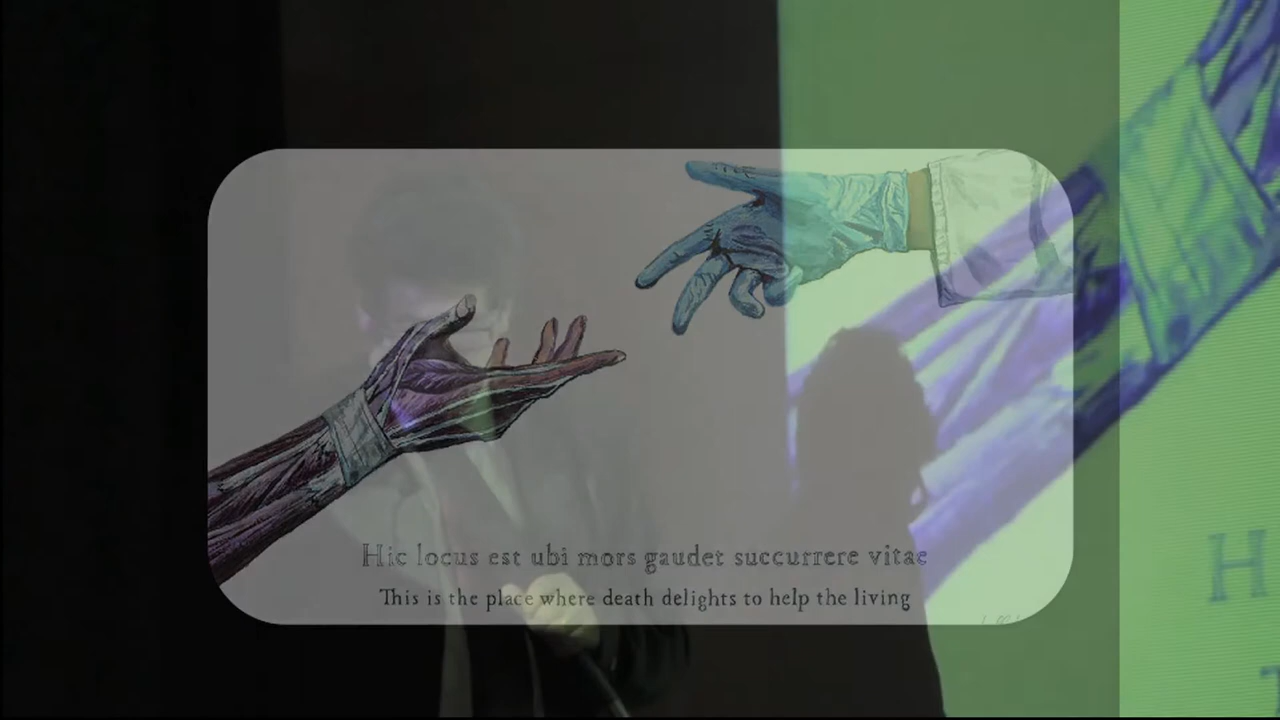 Hic locus est ubi mors gaudet succurrere vitae
This is the place where death delights to help the living
H
T